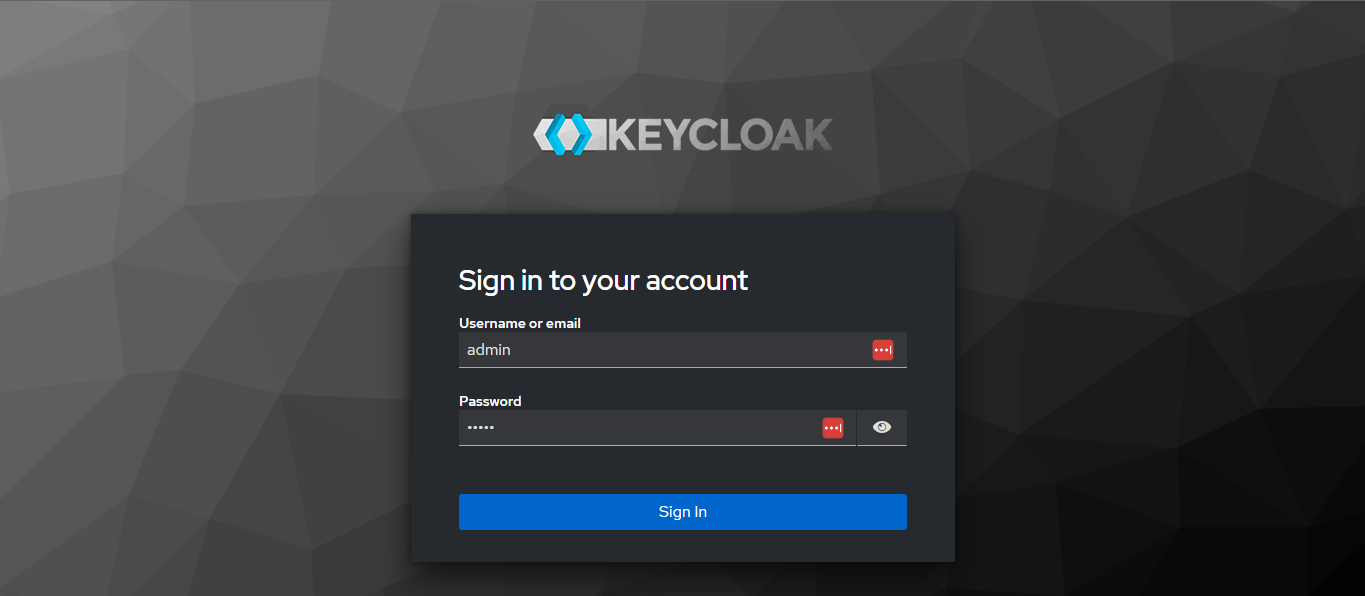 KEYCLOAK
Sign in to your account
Username or email
admin
Password
•••••
Sign In